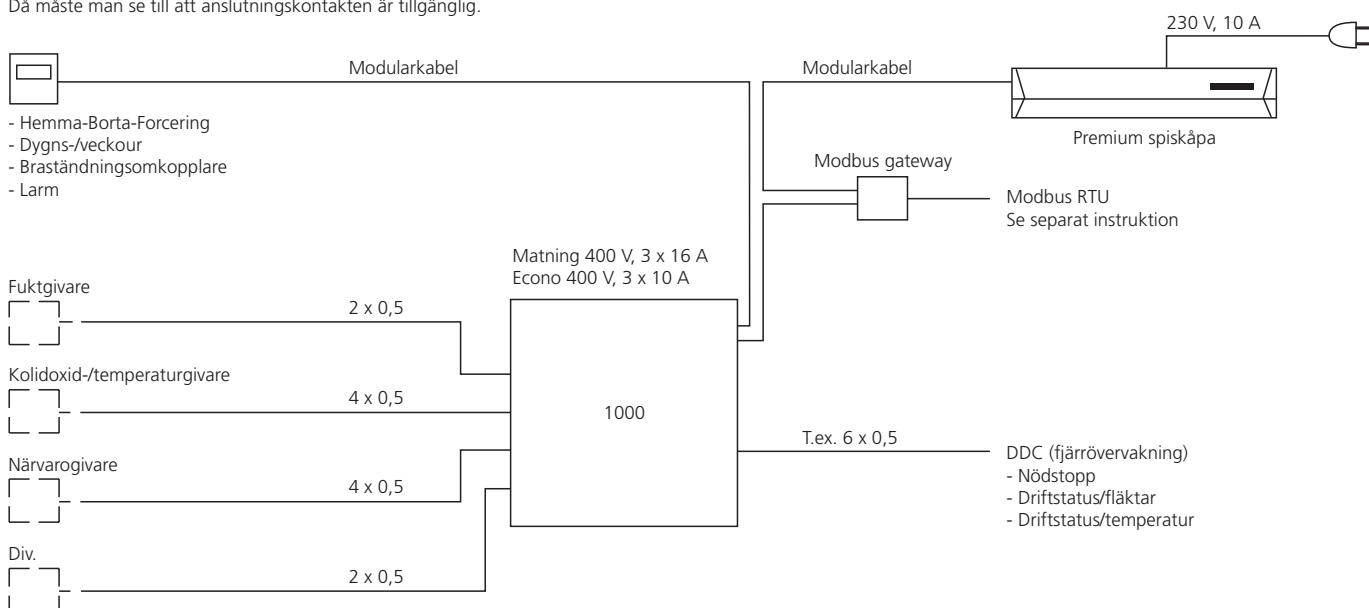 Då måste man se till att anslutningskontakten är tillgänglig.
230 V, 10 A
Modularkabel
Modularkabel
- Hemma-Borta-Forcering
- Dygns-/veckour
- Braständningsomkopplare
- Larm
Premium spiskåpa
Modbus gateway
Modbus RTU
Se separat instruktion
Matning 400 V, 3 x 16 A
Econo 400 V, 3 x 10 A
Fuktgivare
2 x 0,5
Kolidoxid-/temperaturgivare
4 x 0,5
1000
T.ex. 6 x 0,5
DDC (fjärrövervakning)
- Nödstopp
- Driftstatus/fläktar
- Driftstatus/temperatur
Närvarogivare
4 x 0,5
Div.
2 x 0,5